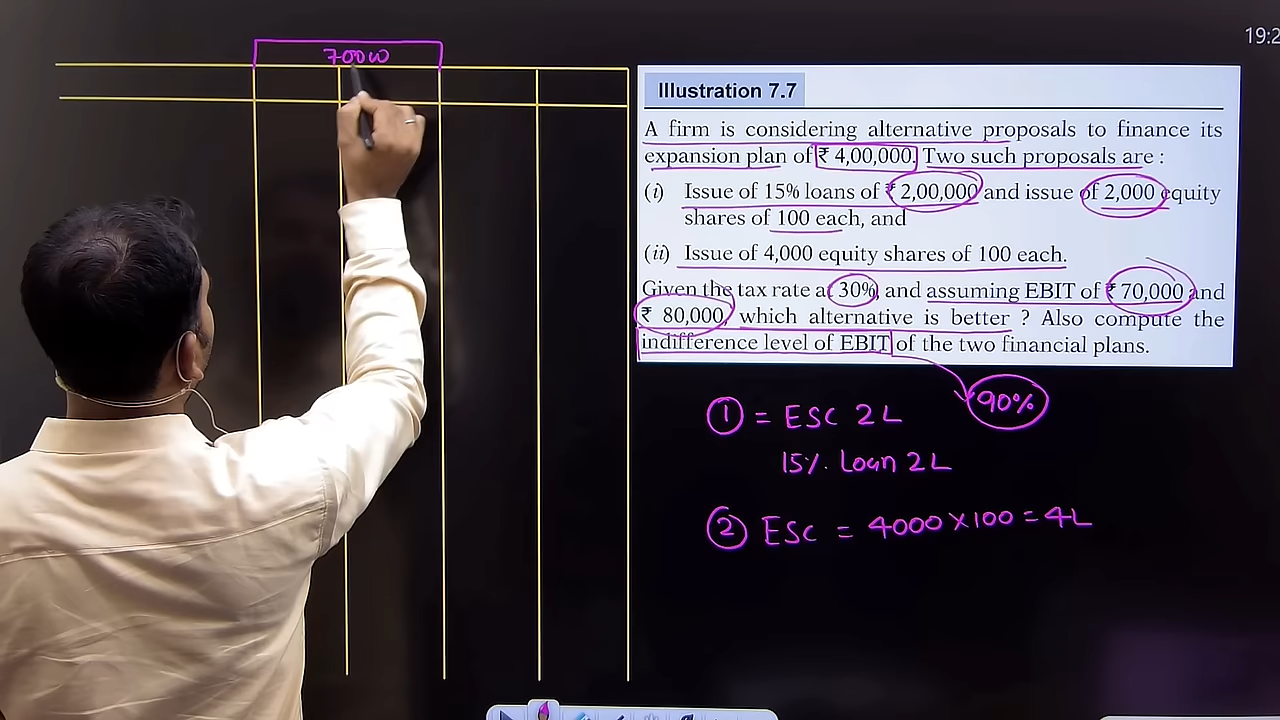 19:2
70000
Illustration 7.7
A firm is considering alternative proposals to finance its
expansion plan of ₹ 4,00,000. Two such proposals are :
(i) Issue of 15% loans of ₹ 2,00,000 and issue of 2,000 equity
shares of 100 each, and
(ii) Issue of 4,000 equity shares of 100 each.
Given the tax rate at 30%, and assuming EBIT of ₹ 70,000 and
₹ 80,000, which alternative is better ? Also compute the
indifference level of EBIT of the two financial plans.
90%
① = ESC 2L
15%. Loan 2L
② ESC = 4000 × 100 = 4L